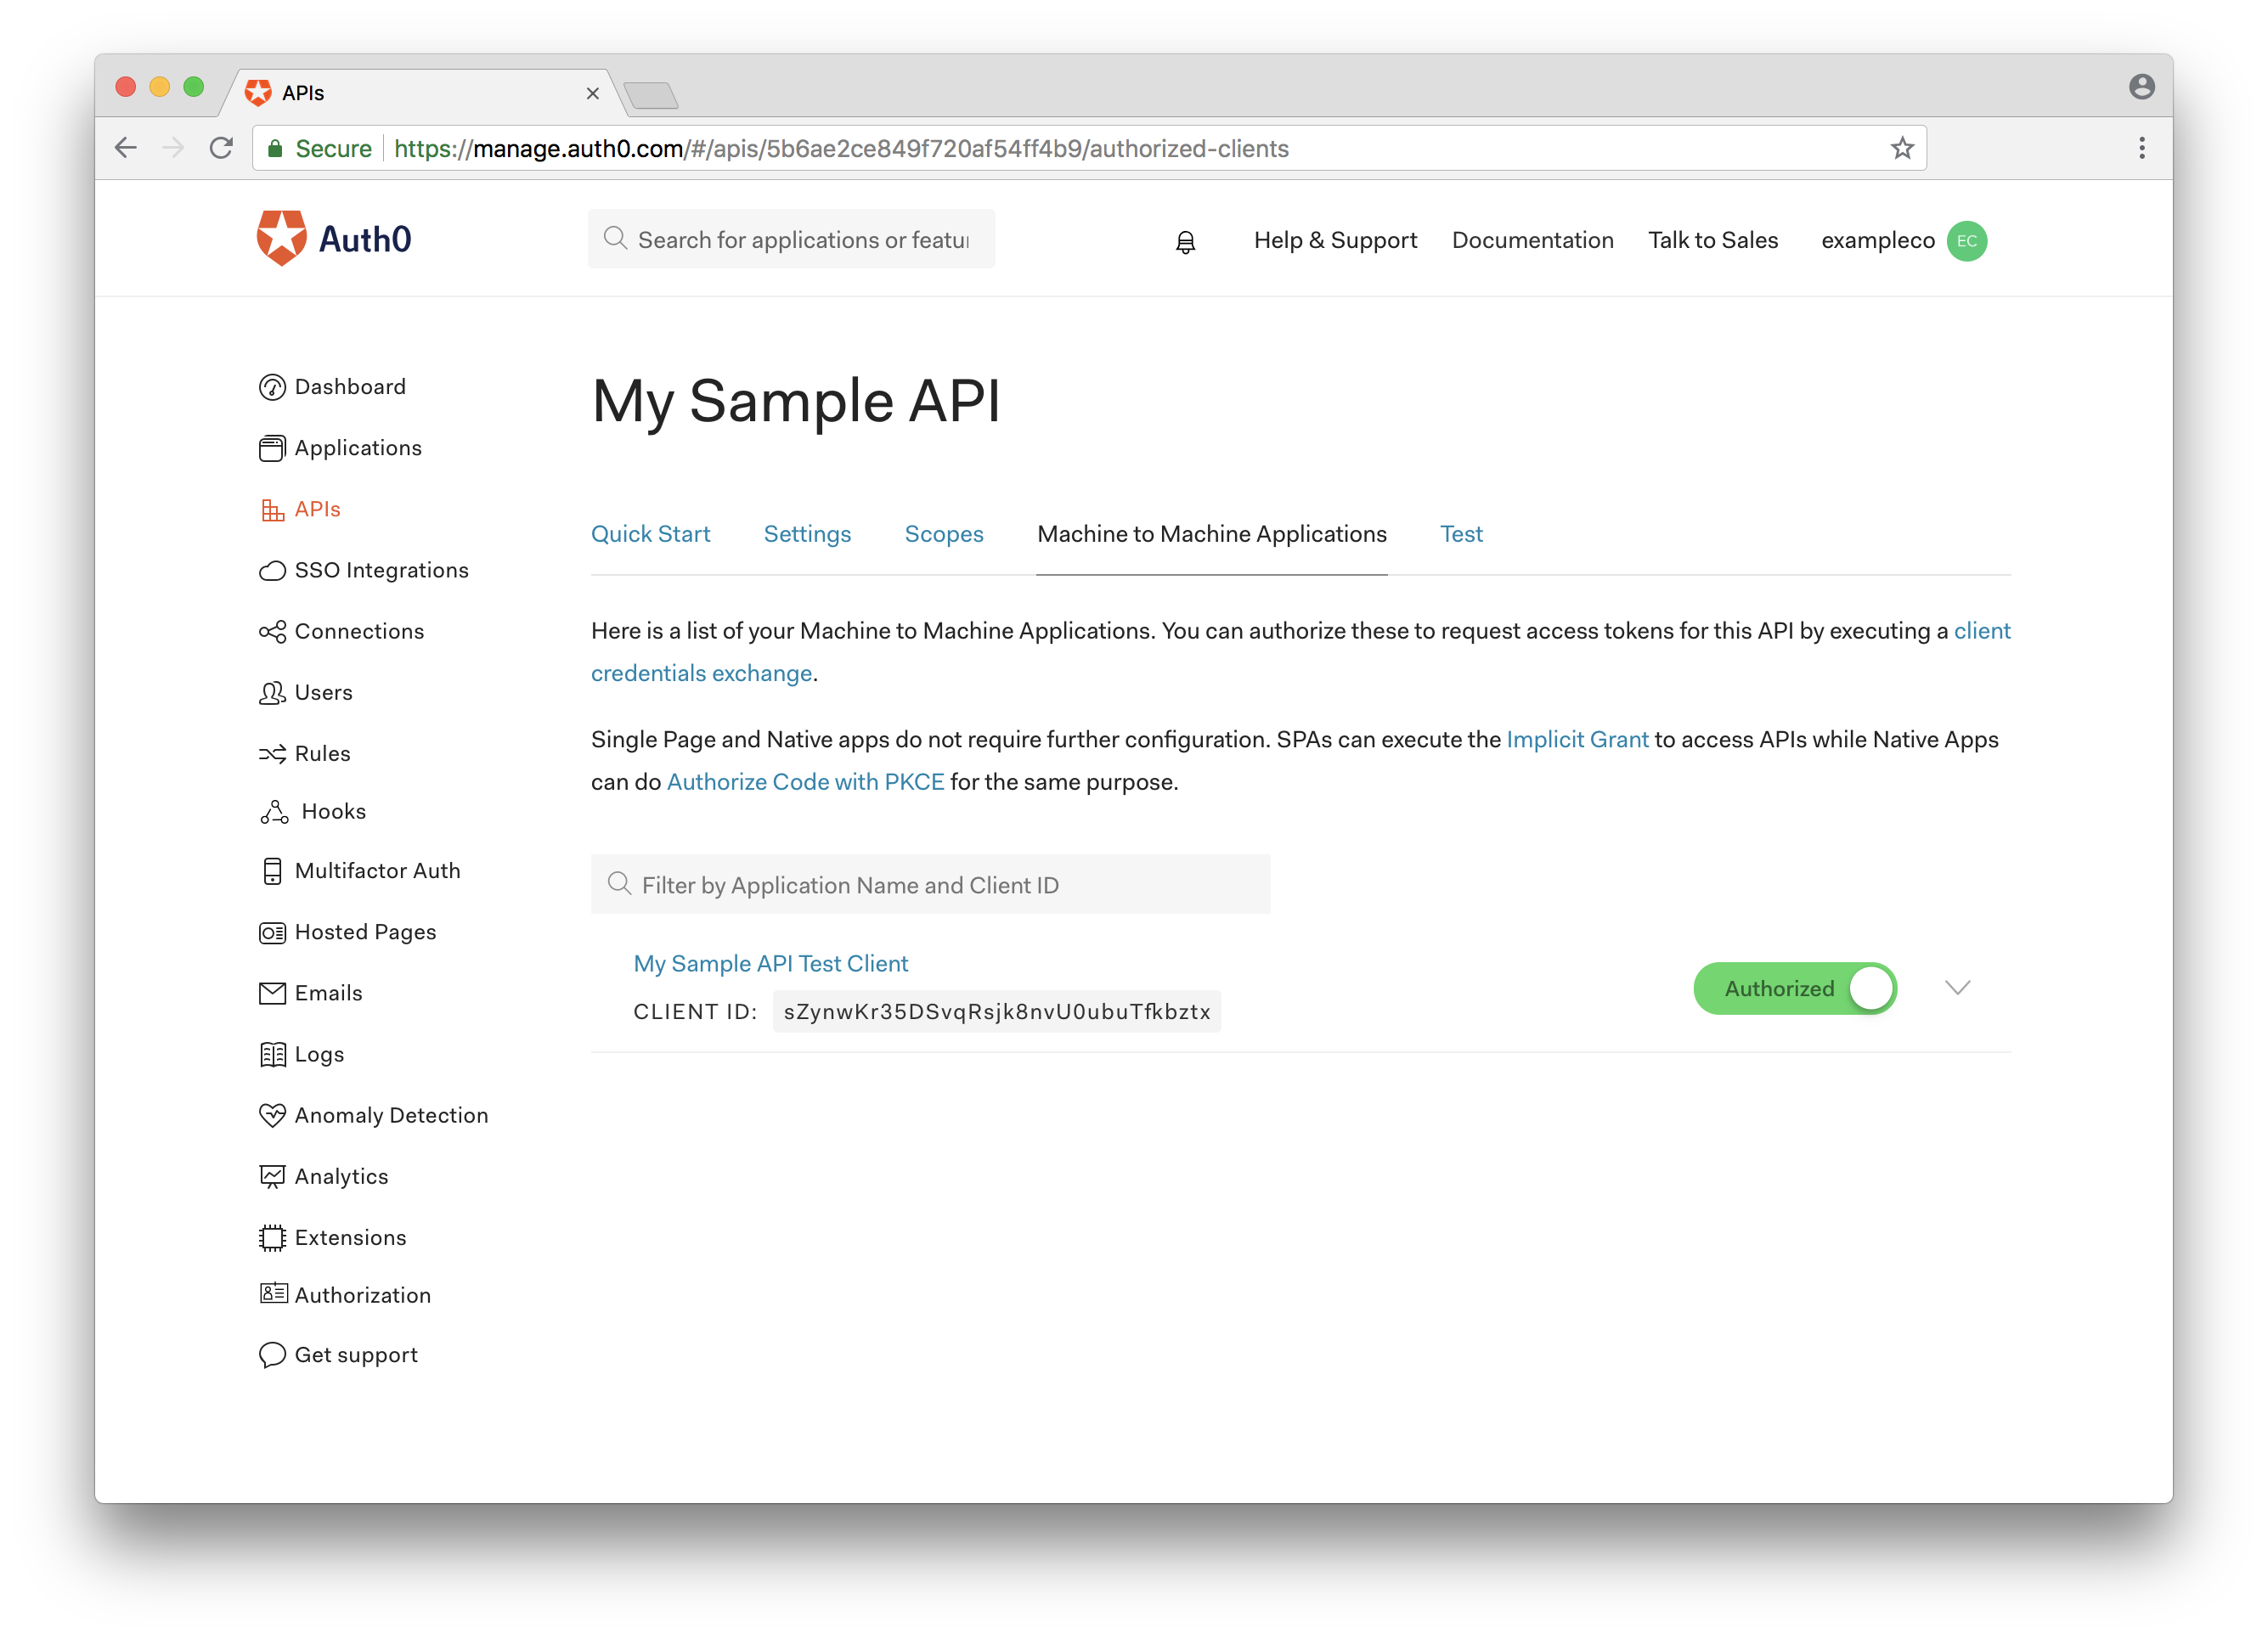 APIs
Secure https://manage.auth0.com/#/apis/5b6ae2ce849f720af54ff4b9/authorized-clients
Auth0
Search for applications or featu
Help & Support
Documentation
Talk to Sales
exampleco
EC
Dashboard
Applications
APIs
SSO Integrations
Connections
Users
Rules
Hooks
Multifactor Auth
Hosted Pages
Emails
Logs
Anomaly Detection
Analytics
Extensions
Authorization
Get support
My Sample API
Quick Start
Settings
Scopes
Machine to Machine Applications
Test
Here is a list of your Machine to Machine Applications. You can authorize these to request access tokens for this API by executing a client
credentials exchange.
Single Page and Native apps do not require further configuration. SPAs can execute the Implicit Grant to access APIs while Native Apps
can do Authorize Code with PKCE for the same purpose.
Filter by Application Name and Client ID
My Sample API Test Client
CLIENT ID: sZynwKr35DSvqRsjk8nvU0ubuTfkbztx
Authorized